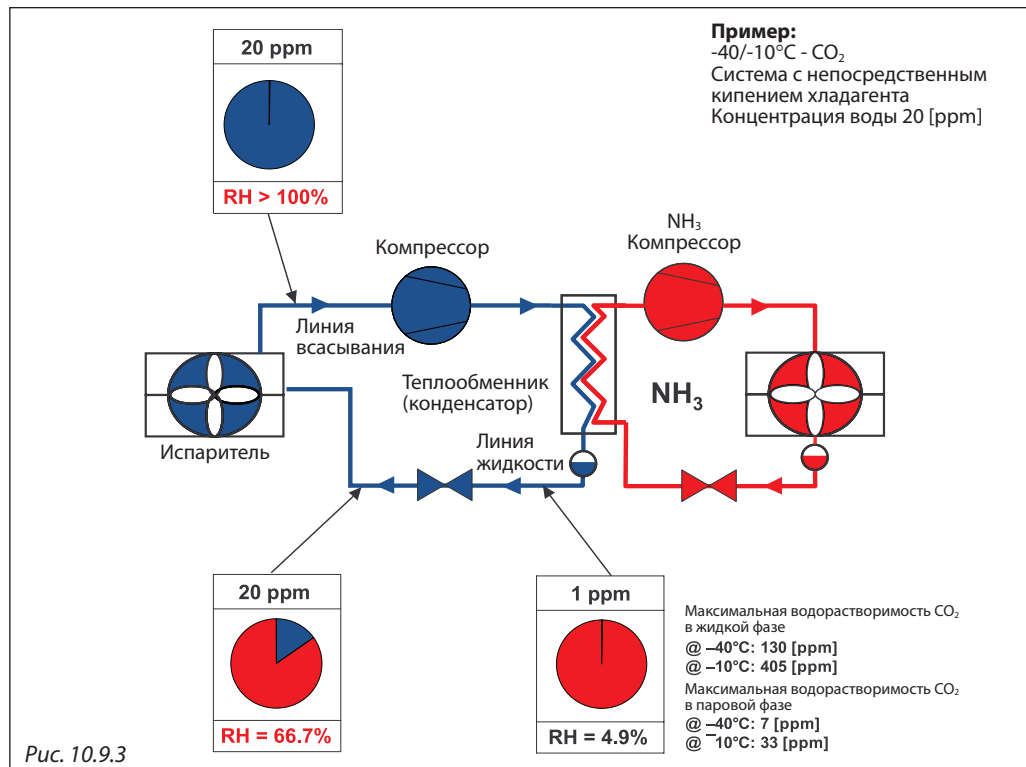 20 ppm
RH > 100%
Пример:
-40/-10°C - CO₂
Система с непосредственным
кипением хладагента
Концентрация воды 20 [ppm]
Компрессор
NH₃
Компрессор
Линия
всасывания
Теплообменник
(конденсатор)
NH₃
Испаритель
Линия
жидкости
20 ppm
RH = 66.7%
1 ppm
RH = 4.9%
Максимальная водорастворимость CO₂
в жидкой фазе
@ –40°C: 130 [ppm]
@ –10°C: 405 [ppm]
Максимальная водорастворимость CO₂
в паровой фазе
@ –40°C: 7 [ppm]
@ –10°C: 33 [ppm]
Рис. 10.9.3